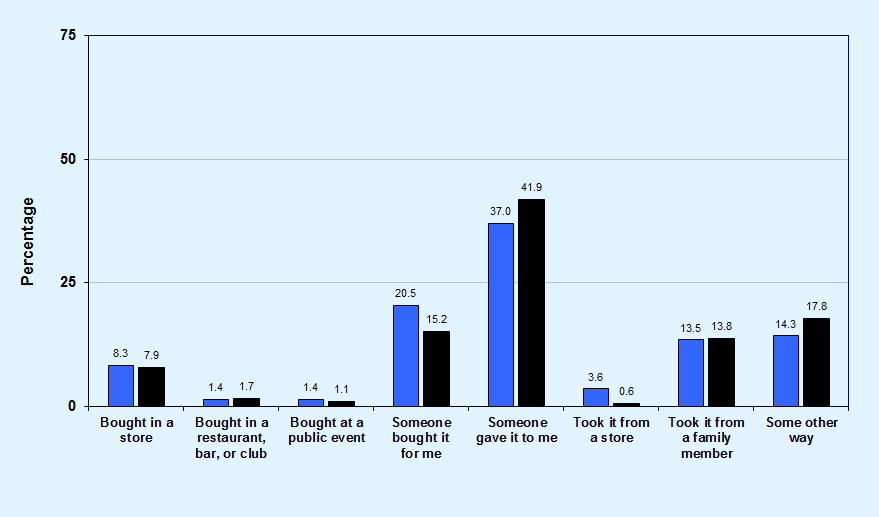 75
50
25
0
Percentage
8.3
7.9
1.4
1.7
1.4
1.1
20.5
15.2
37.0
41.9
3.6
0.6
13.5
13.8
14.3
17.8
Bought in a
store
Bought in a
restaurant,
bar, or club
Bought at a
public event
Someone
bought it
for me
Someone
gave it to me
Took it from
a store
Took it from
a family
member
Some other
way